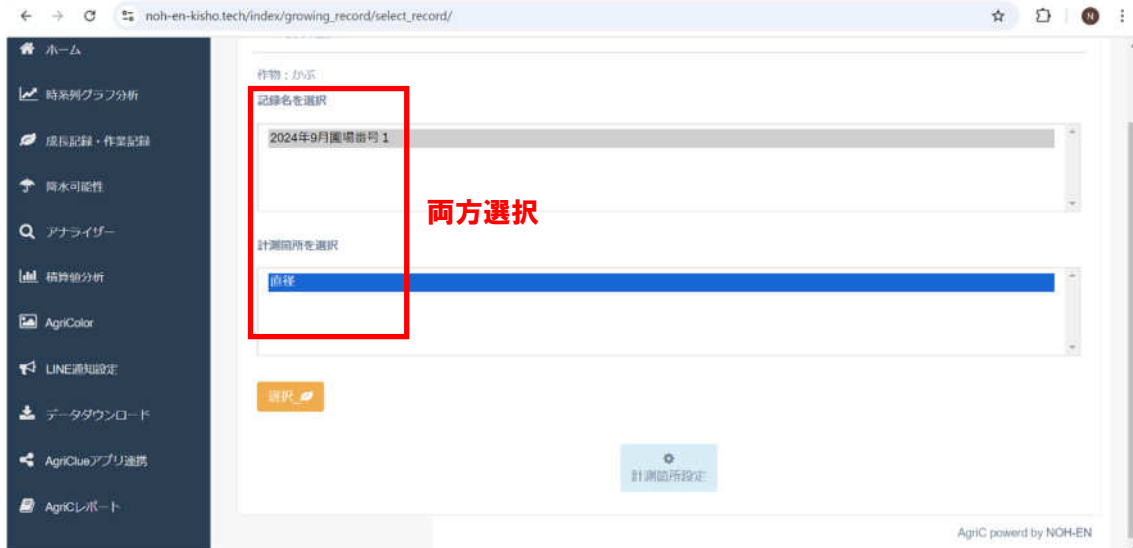 noh-en-kisho.tech/index/growing_record/select_record/
N
ホーム
時系列グラフ分析
成長記録・作業記録
降水可能性
アナライザー
積算値分析
AgriColor
LINE通知設定
データダウンロード
AgriClueアプリ連携
AgriCレポート
作物：かぶ
記録名を選択
2024年9月圃場番号1
両方選択
計測箇所を選択
直径
選択_
計測箇所設定
AgriC powerd by NOH-EN